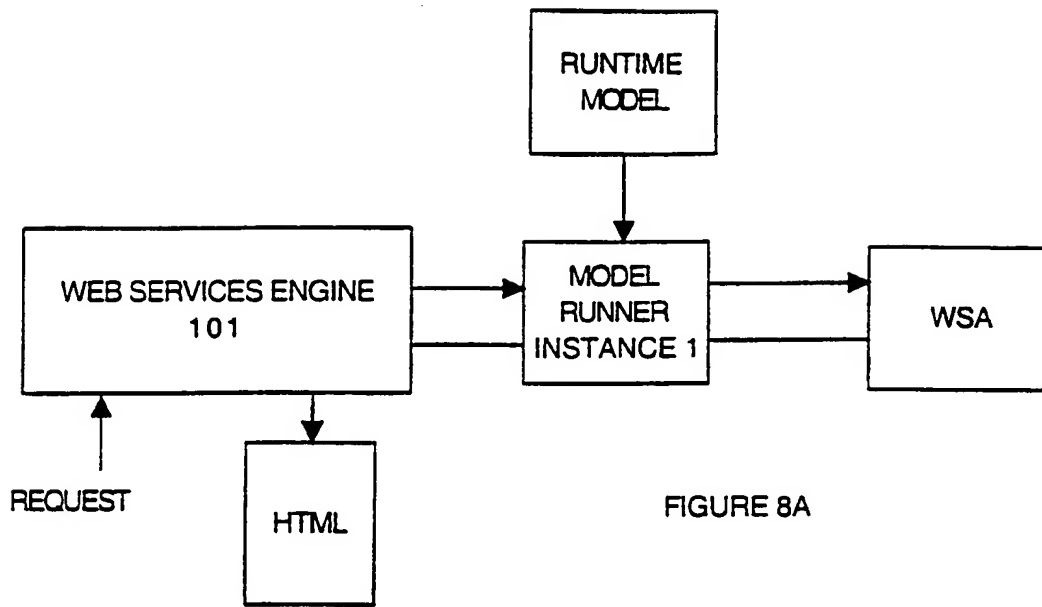 RUNTIME
MODEL
WEB SERVICES ENGINE
101
MODEL
RUNNER
INSTANCE 1
WSA
REQUEST
HTML
FIGURE 8A